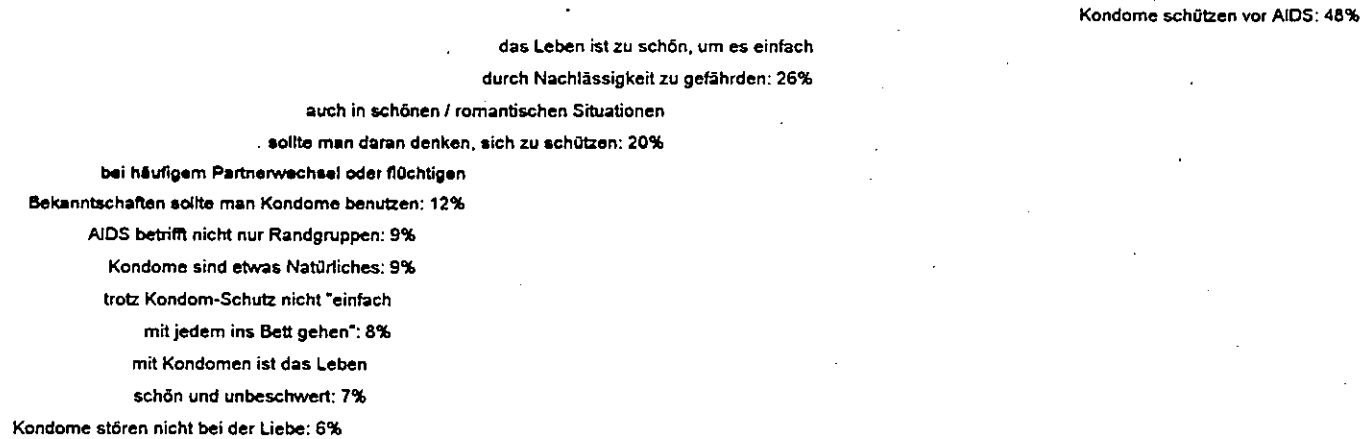 Kondome schützen vor AIDS: 48%
das Leben ist zu schön, um es einfach
durch Nachlässigkeit zu gefährden: 26%
auch in schönen / romantischen Situationen
sollte man daran denken, sich zu schützen: 20%
bei häufigem Partnerwechsel oder flüchtigen
Bekanntschaften sollte man Kondome benutzen: 12%
AIDS betrifft nicht nur Randgruppen: 9%
Kondome sind etwas Natürliches: 9%
trotz Kondom-Schutz nicht "einfach
mit jedem ins Bett gehen": 8%
mit Kondomen ist das Leben
schön und unbeschwert: 7%
Kondome stören nicht bei der Liebe: 6%